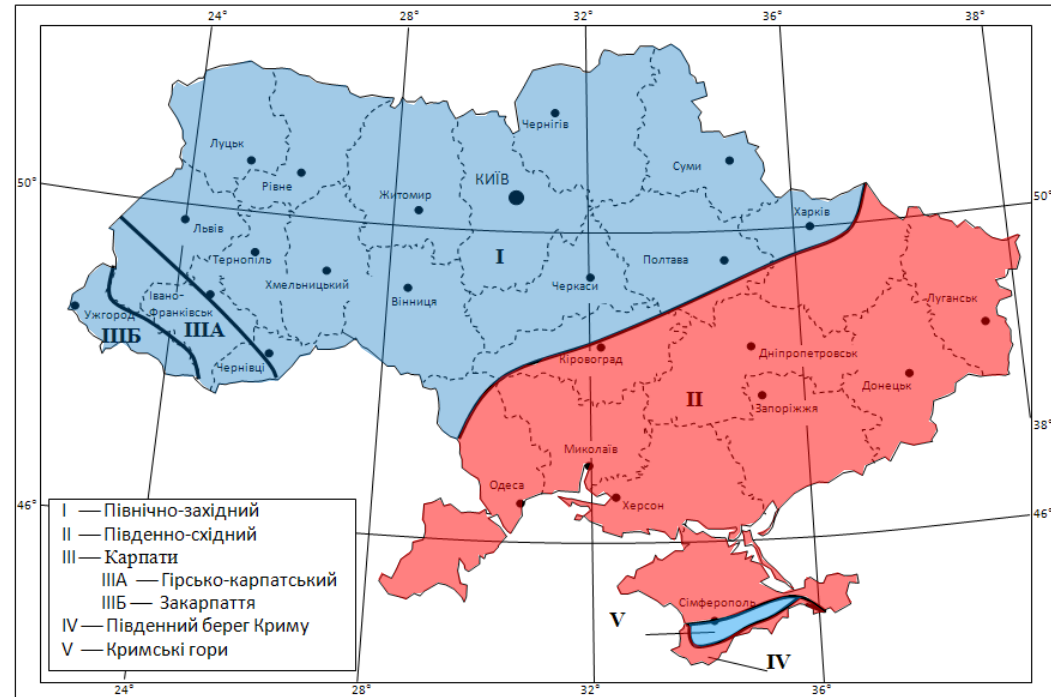 24°
28°
32°
36°
38°
Чернігів
Луцьк
Рівне
Суми
50°
Житомир
КИЇВ
50°
Харків
Львів
Тернопіль
I
Полтава
Хмельницький
Вінниця
Черкаси
Івано-
Франківськ
Ужгород
IIIБ
IIIА
Луганськ
Чернівці
Кіровоград
Дніпропетровськ
Донецьк
II
Запоріжжя
38°
Миколаїв
Одеса
Херсон
46°
46°
I — Північно-західний
II — Південно-східний
III — Карпати
IIIА — Гірсько-карпатський
IIIБ — Закарпаття
IV — Південний берег Криму
V — Кримські гори
Сімферополь
V
IV
24°
28°
32°
36°